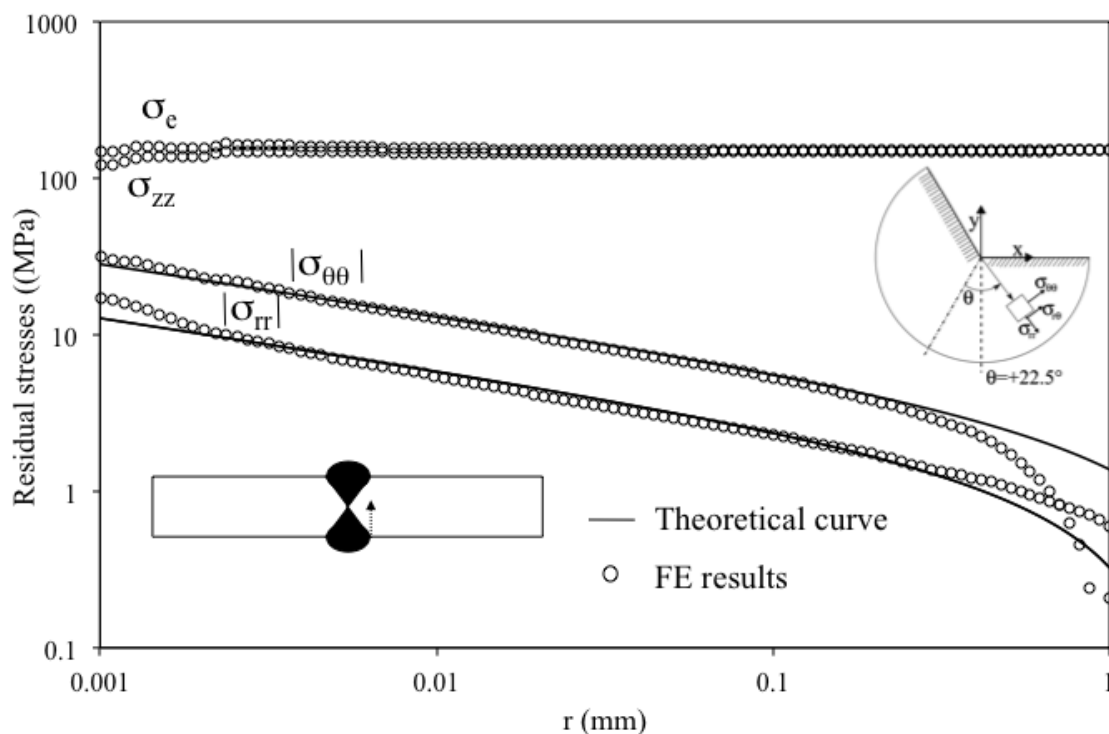 1000
100
10
1
0.1
Residual stresses ((MPa)
σe
σzz
|σθθ|
|σrr|
y
x
θ
σθθ
σrθ
σrr
θ=+22.5°
Theoretical curve
FE results
0.001
0.01
0.1
1
r (mm)